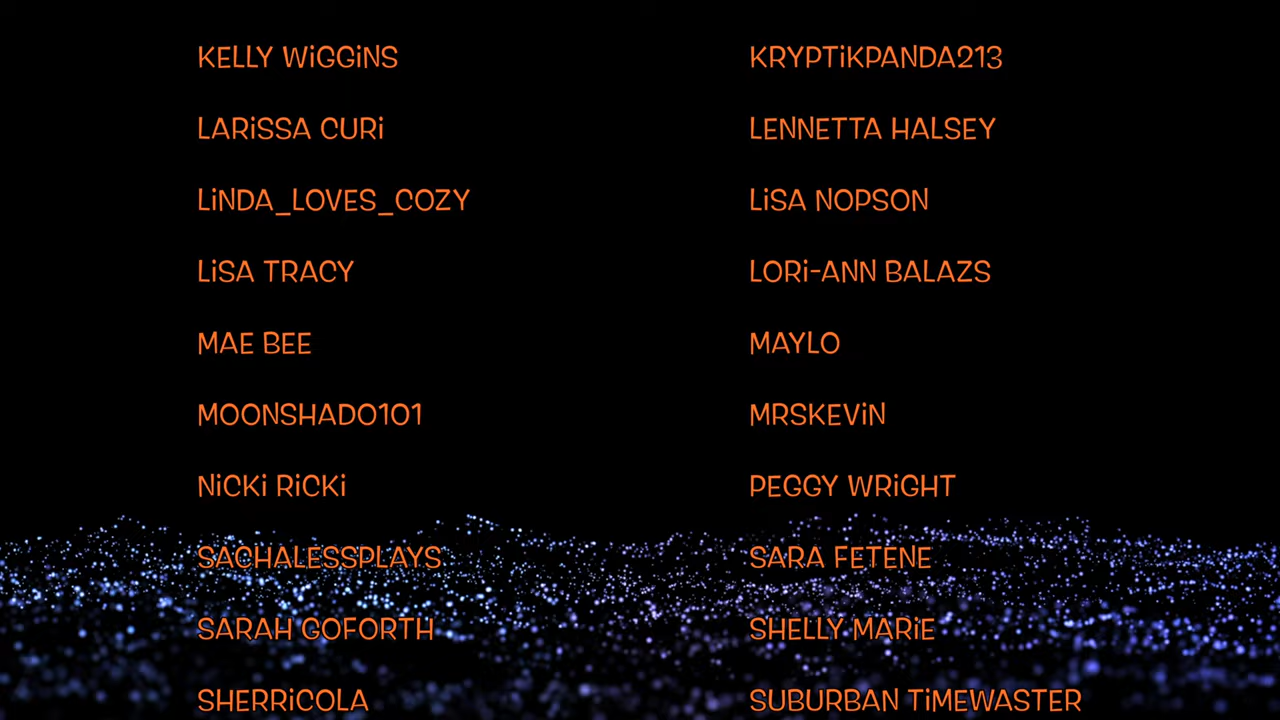 KELLY WiGGiNS
KRYPTiKPANDA213
LARiSSA CURi
LENNETTA HALSEY
LiNDA_LOVES_COZY
LiSA NOPSON
LiSA TRACY
LORi-ANN BALAZS
MAE BEE
MAYLO
MOONSHADO101
MRSKEViN
NiCKi RiCKi
PEGGY WRiGHT
SACHALESSPLAYS
SARA FETENE
SARAH GOFORTH
SHELLY MARiE
SHERRiCOLA
SUBURBAN TiMEWASTER